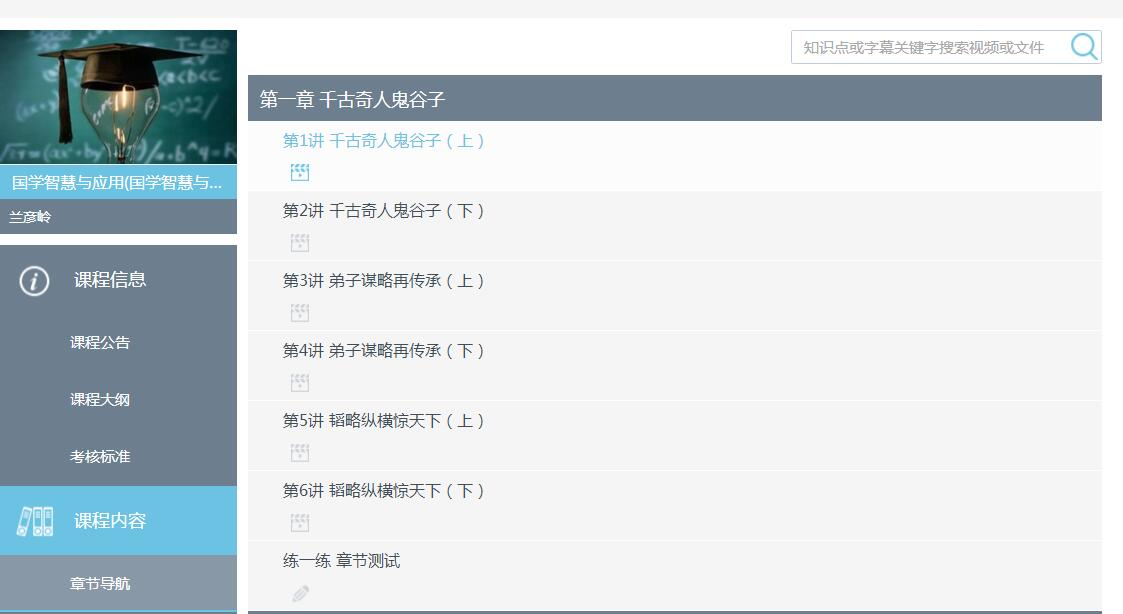 知识点或字幕关键字搜索视频或文件
国学智慧与应用(国学智慧与...
兰彦岭
课程信息
课程公告
课程大纲
考核标准
课程内容
章节导航
第一章 千古奇人鬼谷子
第1讲 千古奇人鬼谷子（上）
第2讲 千古奇人鬼谷子（下）
第3讲 弟子谋略再传承（上）
第4讲 弟子谋略再传承（下）
第5讲 韬略纵横惊天下（上）
第6讲 韬略纵横惊天下（下）
练一练 章节测试